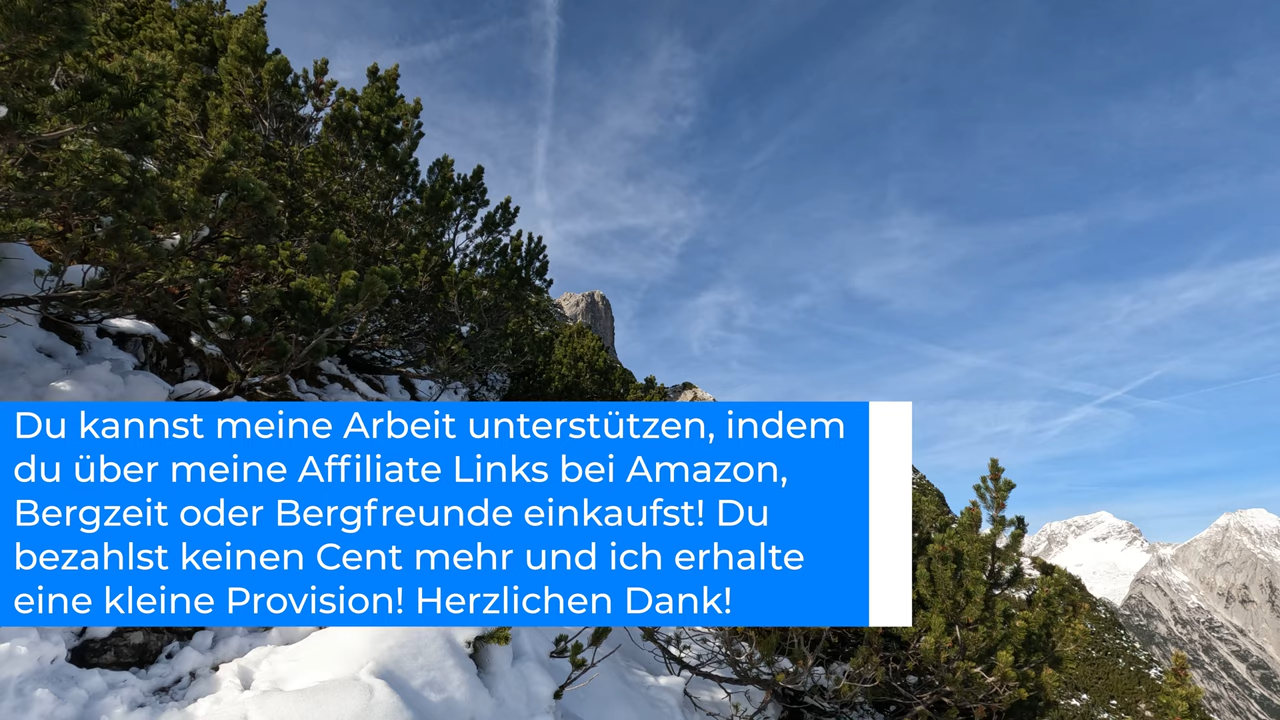 Du kannst meine Arbeit unterstützen, indem
du über meine Affiliate Links bei Amazon,
Bergzeit oder Bergfreunde einkaufst! Du
bezahlst keinen Cent mehr und ich erhalte
eine kleine Provision! Herzlichen Dank!